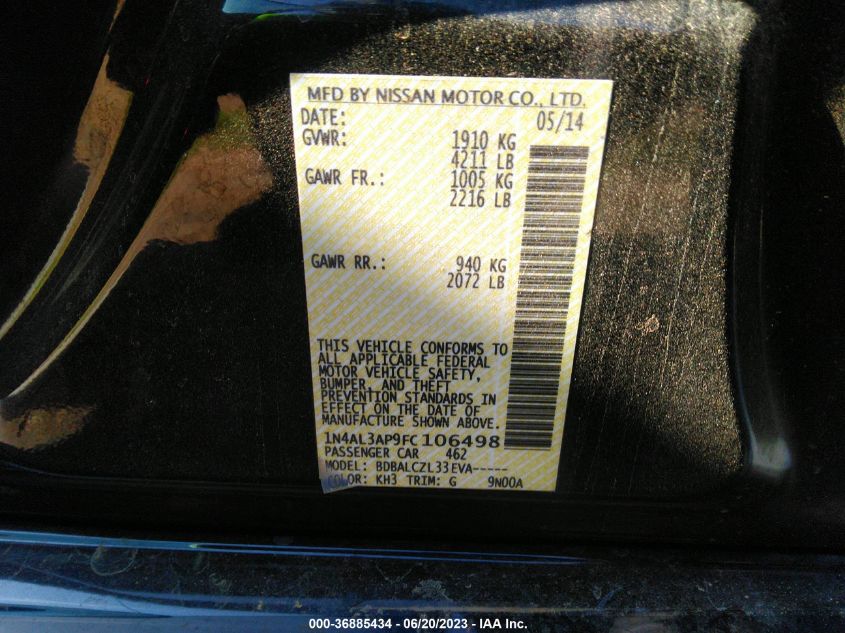 MFD BY NISSAN MOTOR CO., LTD.
DATE: 05/14
GVWR: 1910 KG
4211 LB
GAWR FR.: 1005 KG
2216 LB
GAWR RR.: 940 KG
2072 LB
THIS VEHICLE CONFORMS TO
ALL APPLICABLE FEDERAL
MOTOR VEHICLE SAFETY,
BUMPER, AND THEFT
PREVENTION STANDARDS IN
EFFECT ON THE DATE OF
MANUFACTURE SHOWN ABOVE.
1N4AL3AP9FC106498
PASSENGER CAR 462
MODEL: BDBALCZL33EVA-----
COLOR: KH3 TRIM: G 9N00A
000-36885434 - 06/20/2023 - IAA Inc.